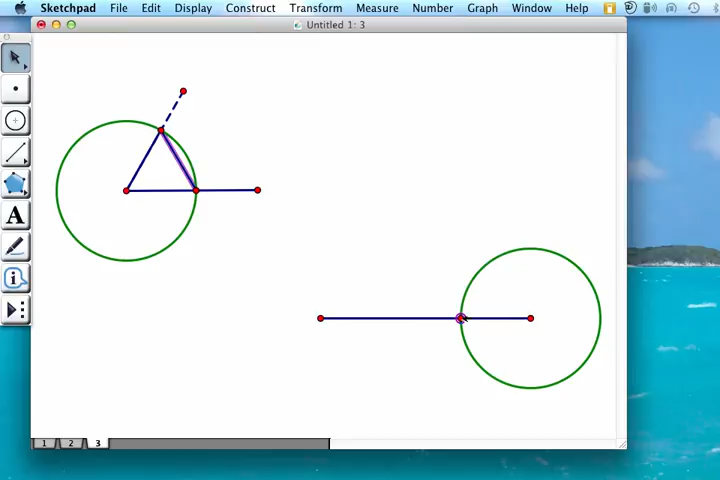 Sketchpad File Edit Display Construct Transform Measure Number Graph Window Help
Untitled 1: 3
A
1 2 3